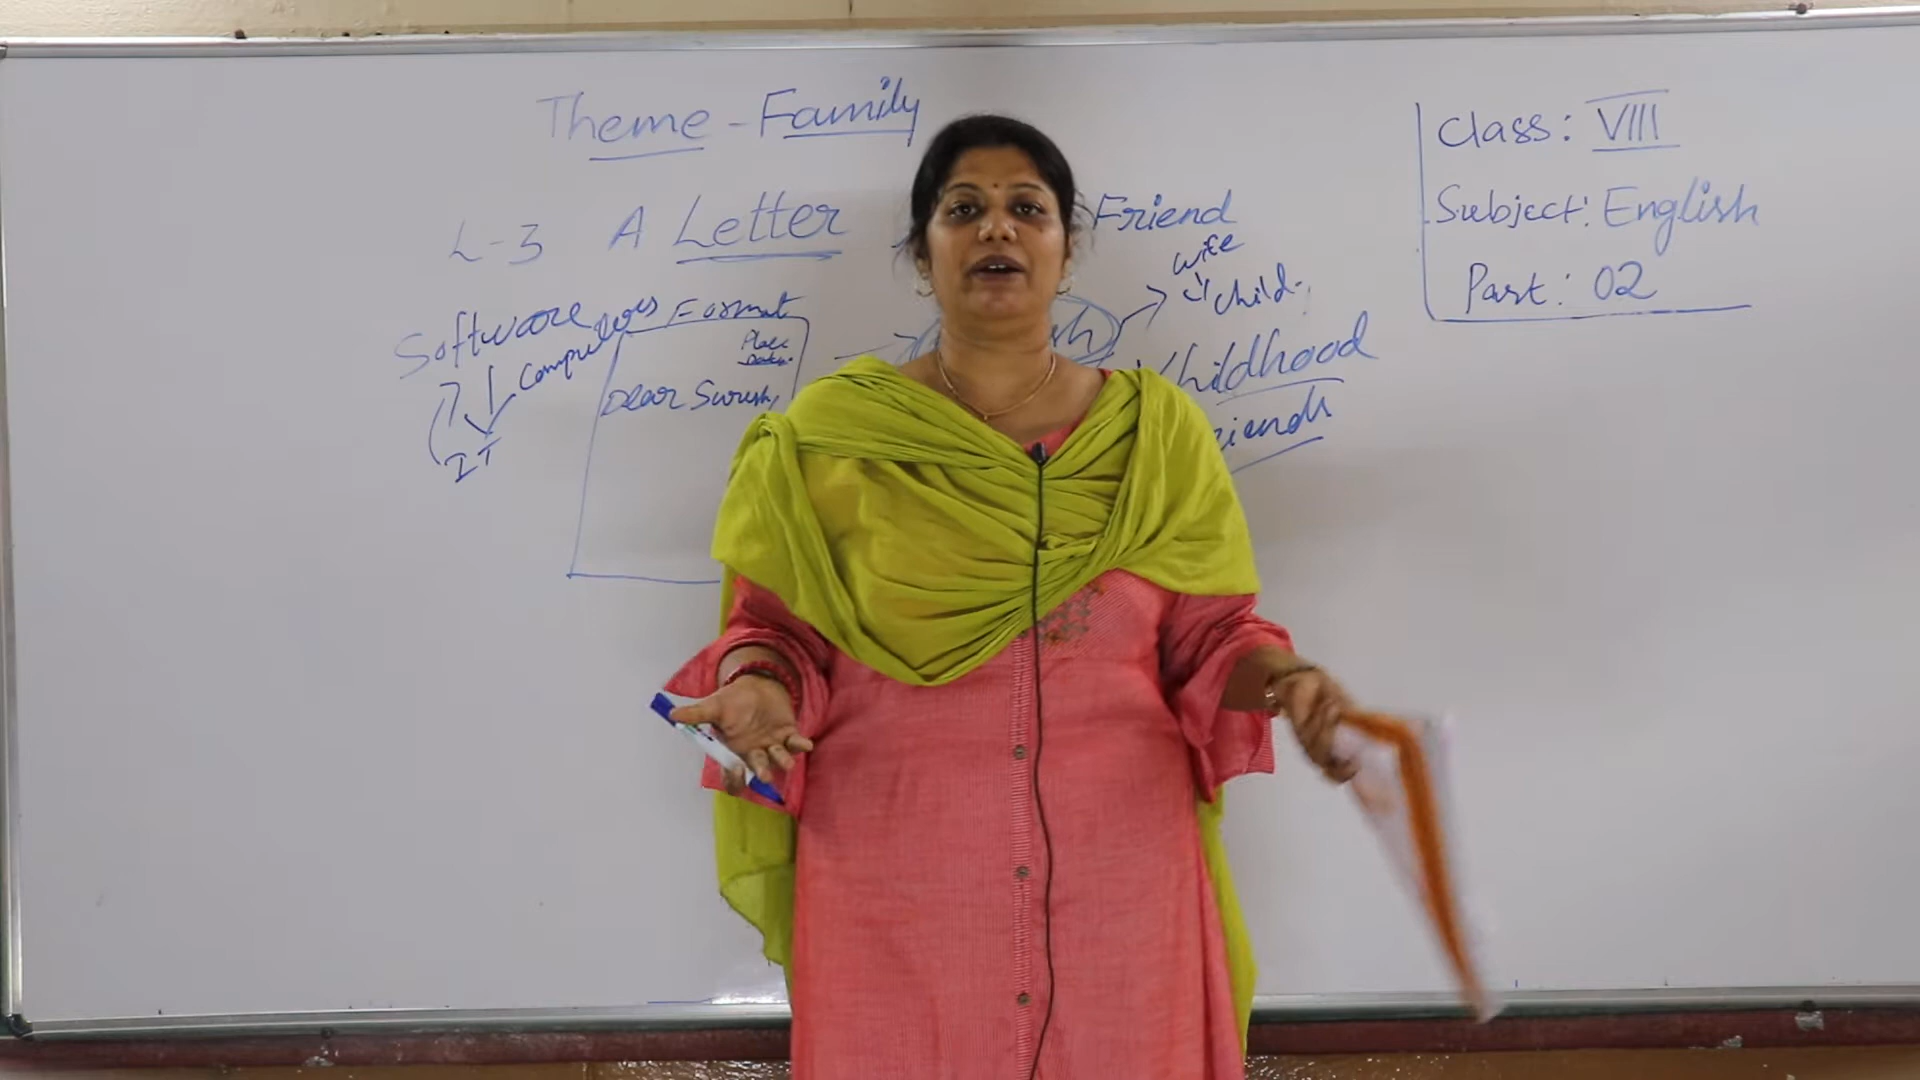 Theme - Family
L-3 A Letter
Friend
wife
child
Software
Computers
IT
Format
Place
Date
Dear Suresh,
Childhood
Class: VIII
Subject: English
Part: 02